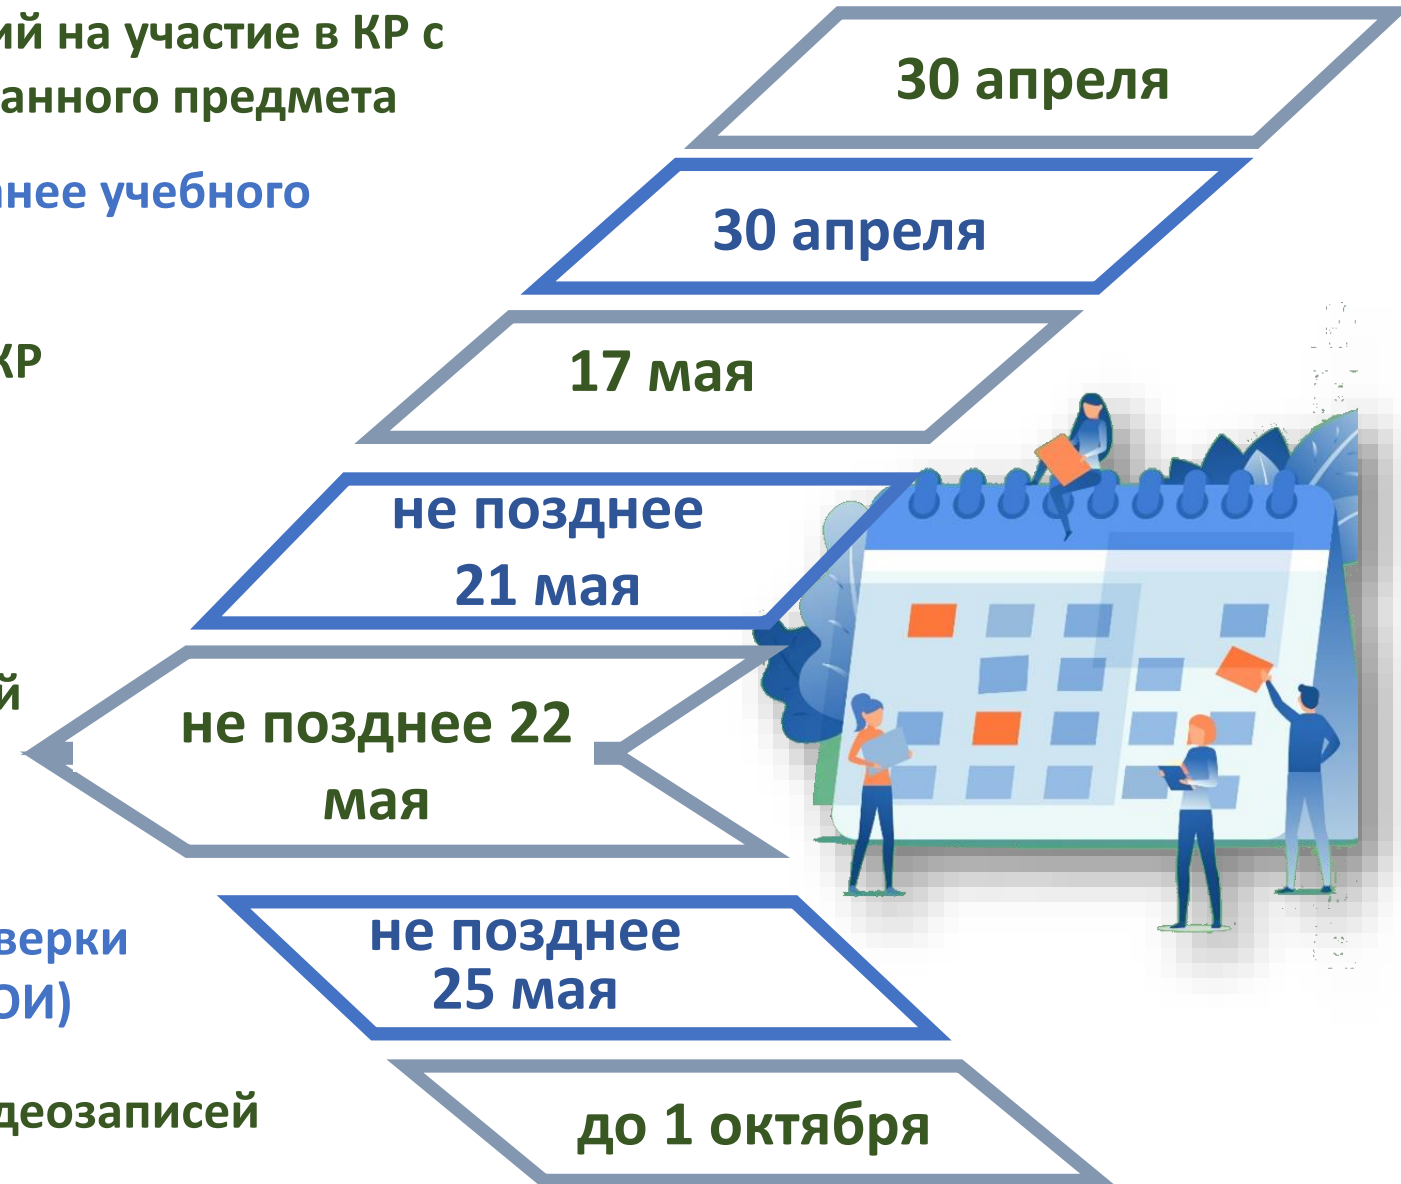 ий на участие в КР с
анного предмета
30 апреля
анее учебного
30 апреля
КР
17 мая
не позднее
21 мая
й
не позднее 22
мая
верки
ОИ)
не позднее
25 мая
деозаписей
до 1 октября